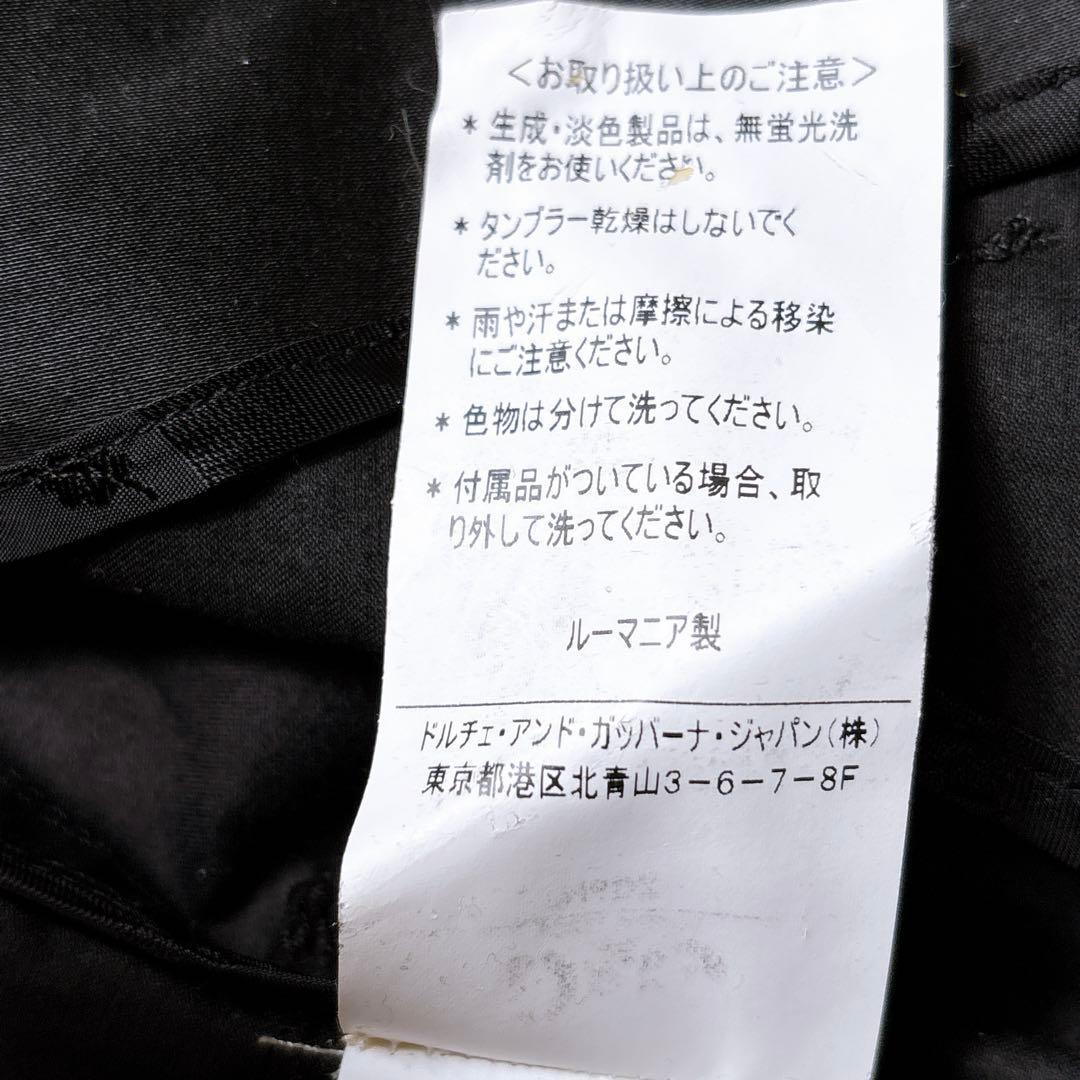 ＜お取り扱い上のご注意＞
＊生成・淡色製品は、無蛍光洗
剤をお使いください。
＊タンブラー乾燥はしないでく
ださい。
＊雨や汗または摩擦による移染
にご注意ください。
＊色物は分けて洗ってください。
＊付属品がついている場合、取
り外して洗ってください。
ルーマニア製
ドルチェ・アンド・ガッバーナ・ジャパン（株）
東京都港区北青山3－6－7－8F